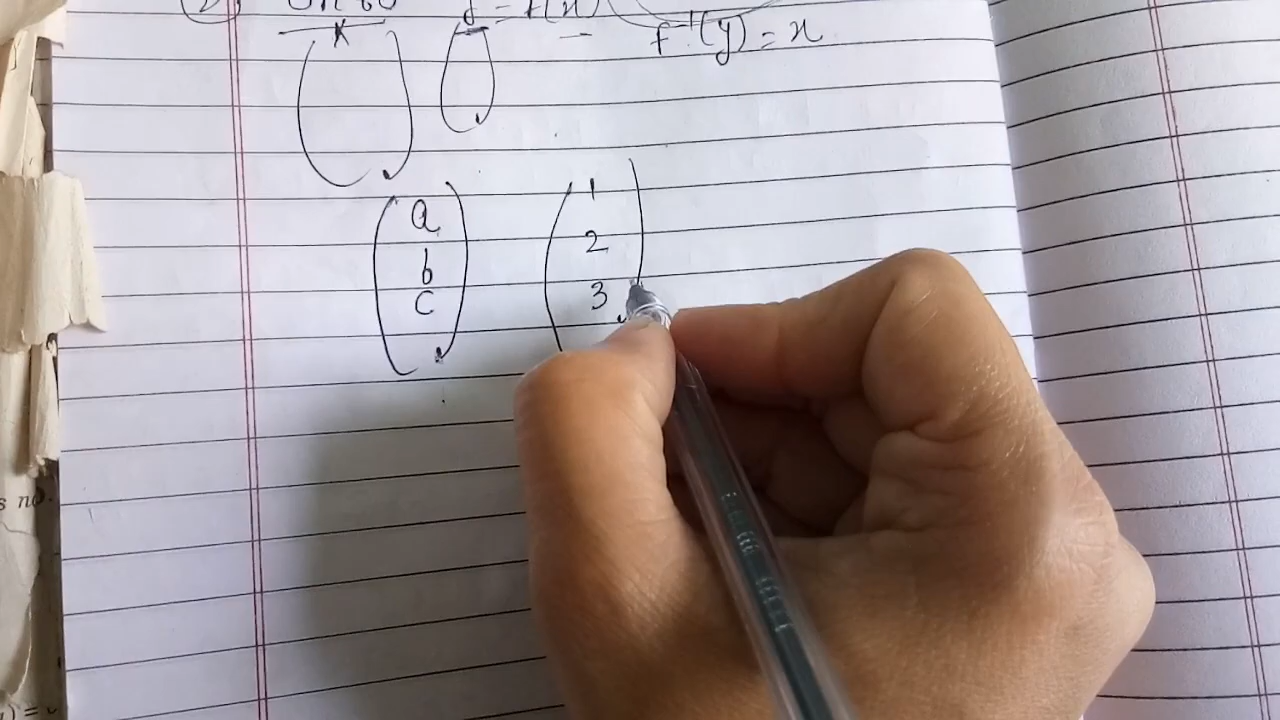 y = f(x)
f⁻¹(y) = x
a 1
b 2
c 3